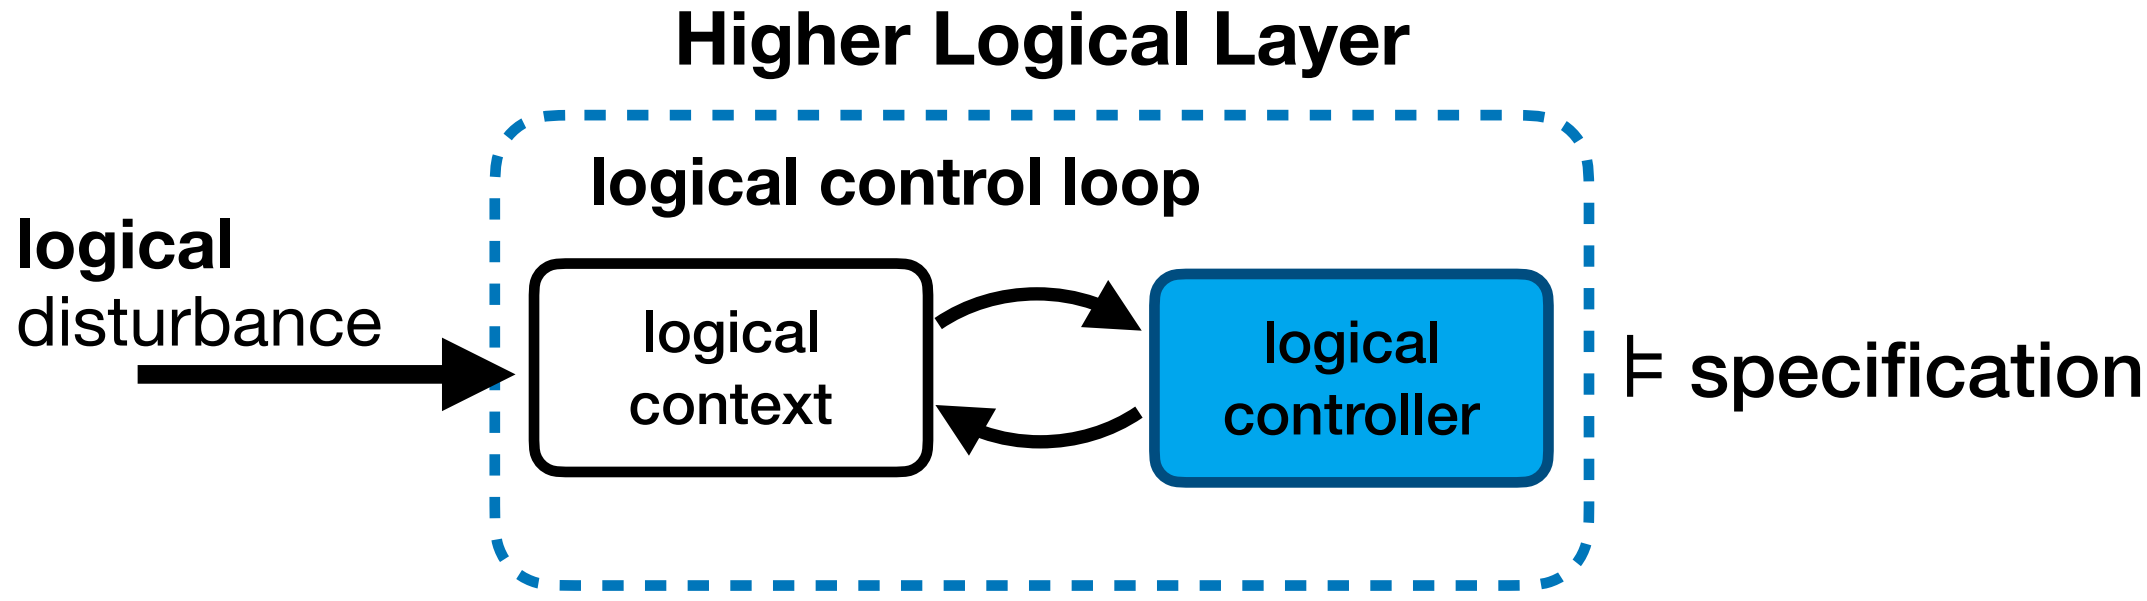 Higher Logical Layer
logical control loop
logical
disturbance
logical
context
logical
controller
⊨ specification